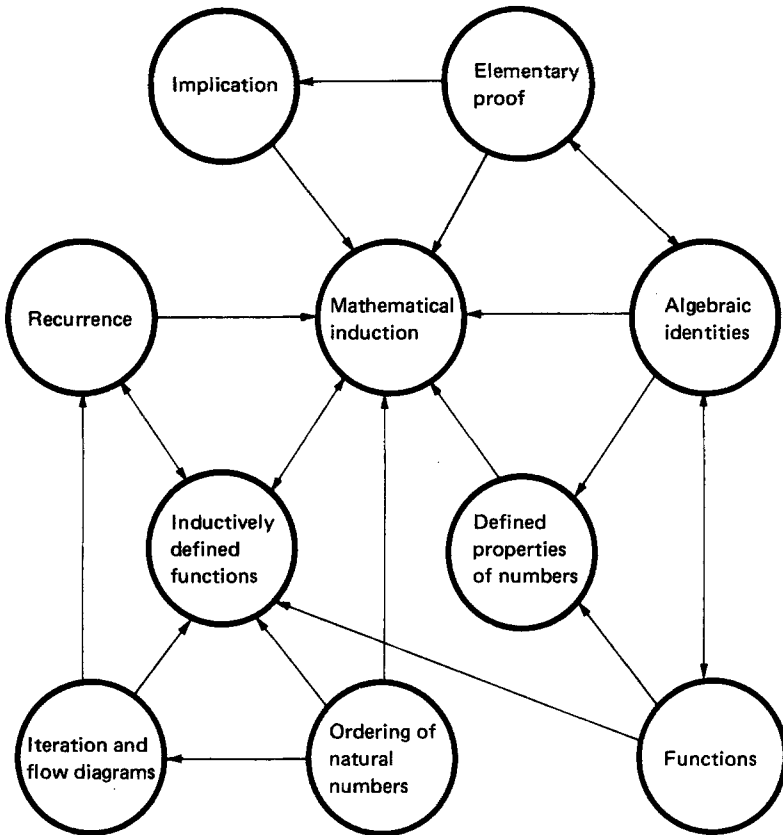 Implication
Elementary
proof
Recurrence
Mathematical
induction
Algebraic
identities
Inductively
defined
functions
Defined
properties
of numbers
Iteration and
flow diagrams
Ordering of
natural
numbers
Functions